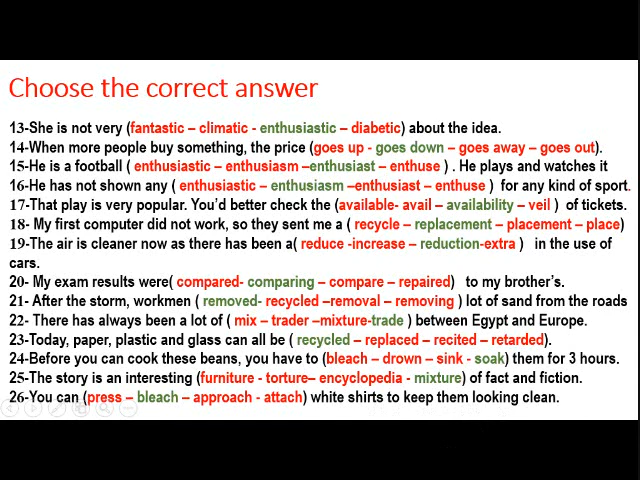 Choose the correct answer
13-She is not very (fantastic – climatic - enthusiastic – diabetic) about the idea.
14-When more people buy something, the price (goes up - goes down – goes away – goes out).
15-He is a football ( enthusiastic – enthusiasm –enthusiast – enthuse ) . He plays and watches it
16-He has not shown any ( enthusiastic – enthusiasm –enthusiast – enthuse ) for any kind of sport.
17-That play is very popular. You'd better check the (available- avail – availability – veil ) of tickets.
18- My first computer did not work, so they sent me a ( recycle – replacement – placement – place)
19-The air is cleaner now as there has been a( reduce -increase – reduction-extra ) in the use of
cars.
20- My exam results were( compared- comparing – compare – repaired) to my brother's.
21- After the storm, workmen ( removed- recycled –removal – removing ) lot of sand from the roads
22- There has always been a lot of ( mix – trader –mixture-trade ) between Egypt and Europe.
23-Today, paper, plastic and glass can all be ( recycled – replaced – recited – retarded).
24-Before you can cook these beans, you have to (bleach – drown – sink - soak) them for 3 hours.
25-The story is an interesting (furniture - torture– encyclopedia - mixture) of fact and fiction.
26-You can (press – bleach – approach - attach) white shirts to keep them looking clean.